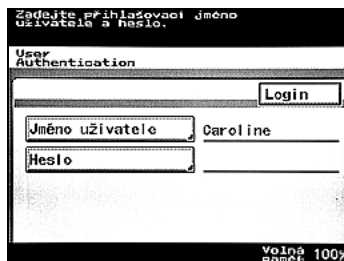 Zadejte přihlašovací jméno
uživatele a heslo.
User
Authentication
Login
Jméno uživatele
Caroline
Heslo
Volná
paměť 100%